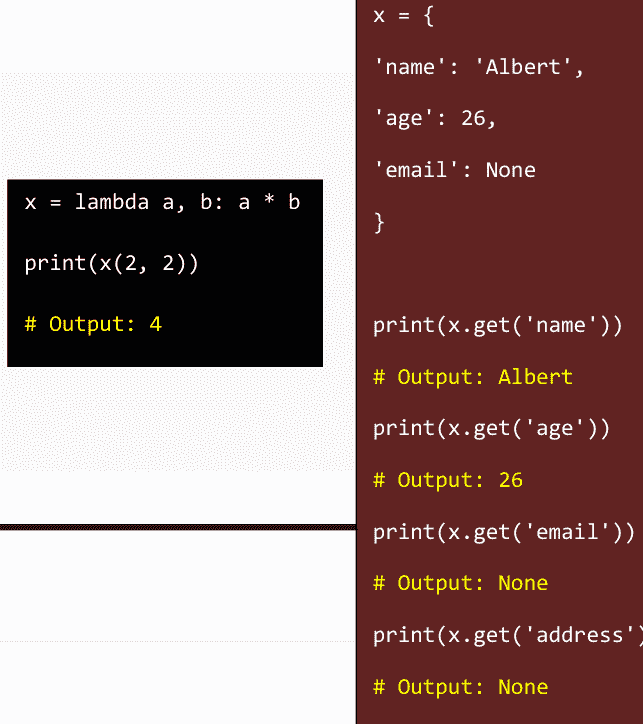 x = lambda a, b: a * b
print(x(2, 2))
# Output: 4
x = {
'name': 'Albert',
'age': 26,
'email': None
}
print(x.get('name'))
# Output: Albert
print(x.get('age'))
# Output: 26
print(x.get('email'))
# Output: None
print(x.get('address')
# Output: None